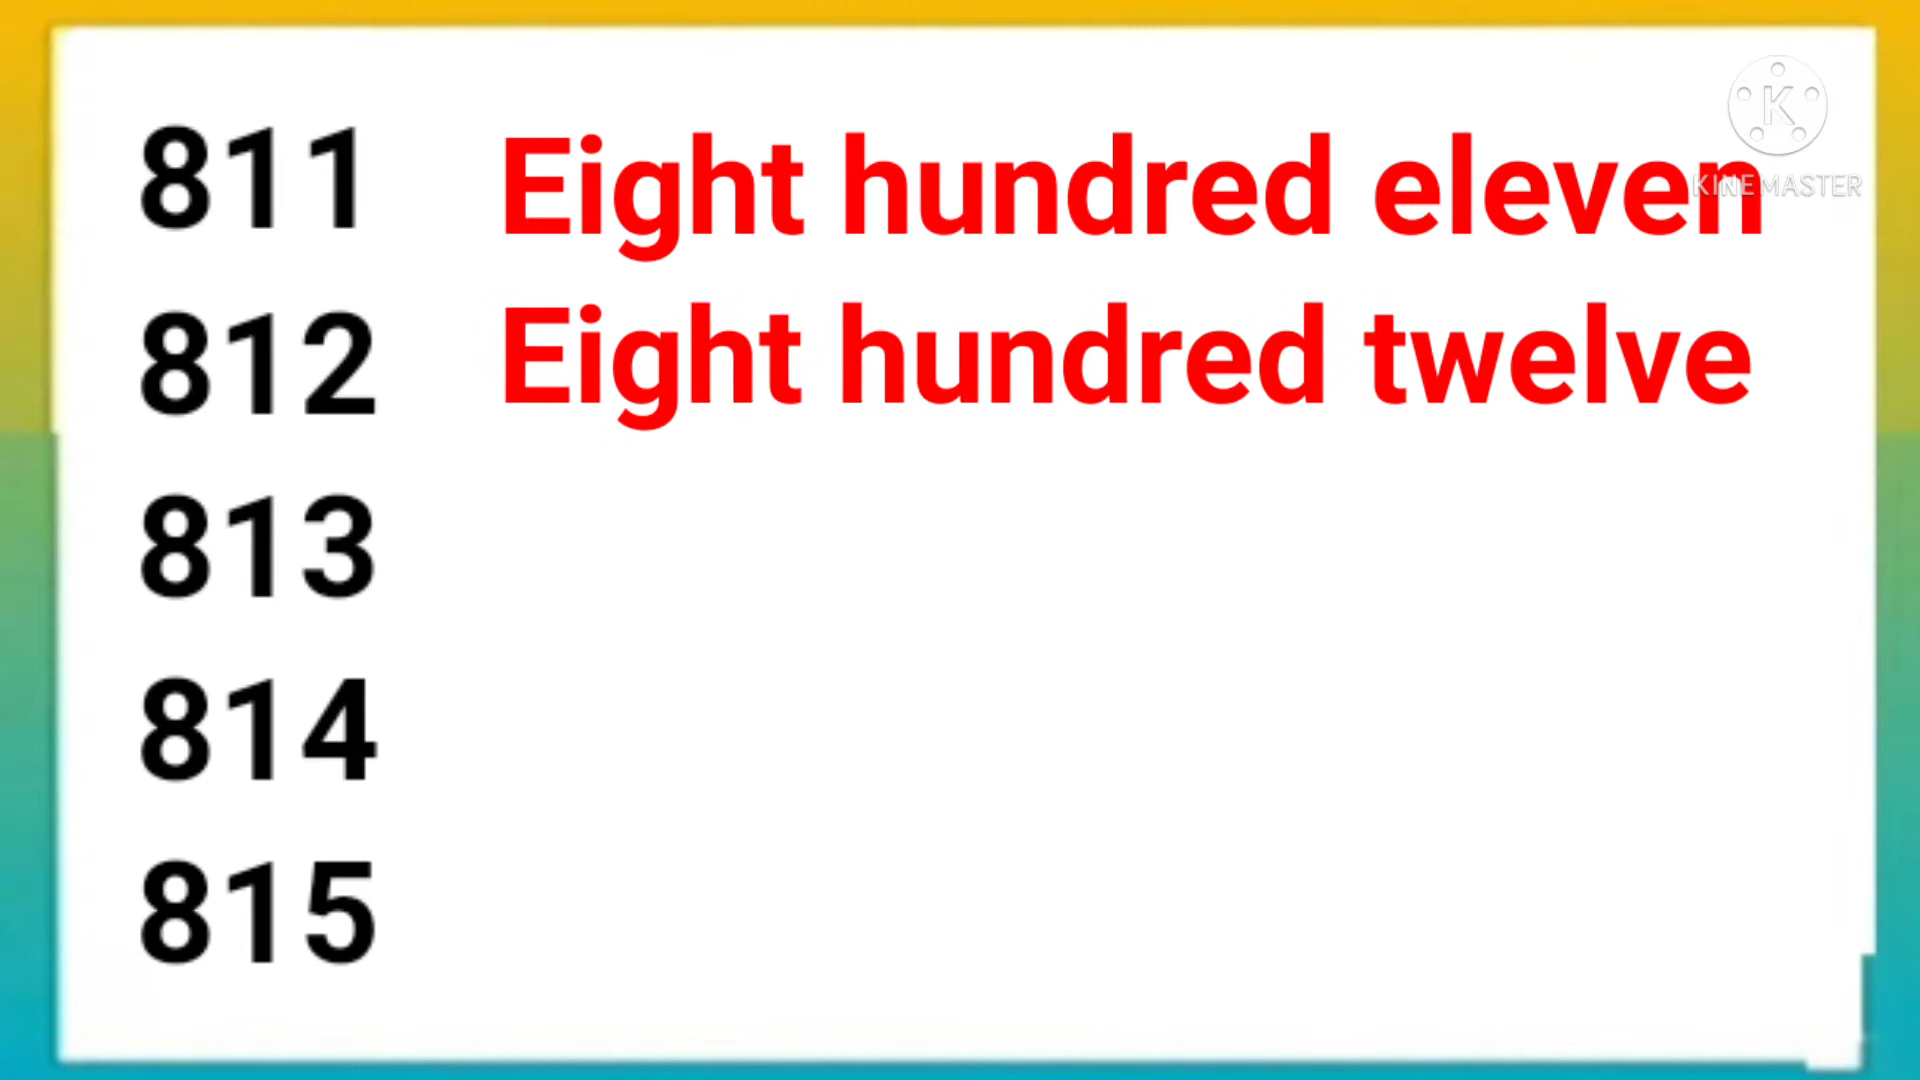 811 Eight hundred eleven
812 Eight hundred twelve
813
814
815
K
KINEMASTER